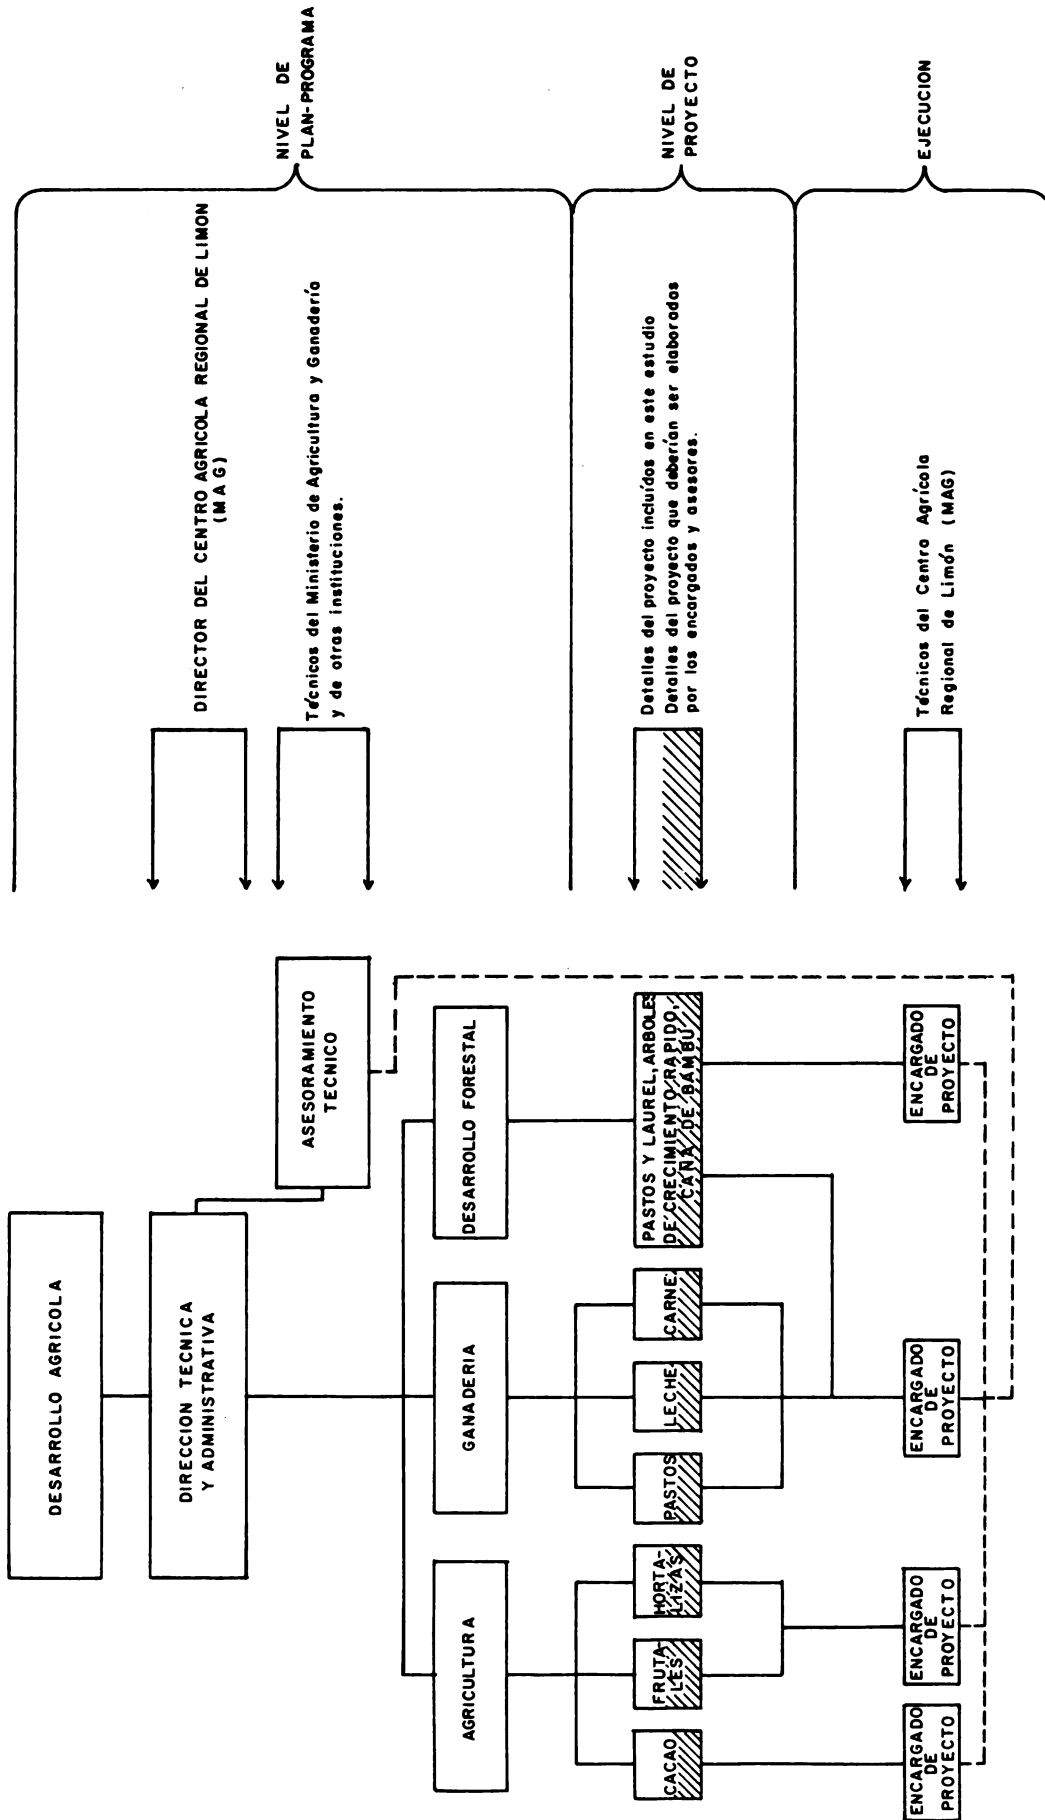 DESARROLLO AGRICOLA
DIRECCION TECNICA
Y ADMINISTRATIVA
ASESORAMIENTO
TECNICO
AGRICULTURA
GANADERIA
DESARROLLO FORESTAL
CACAO
FRUTA-
LES
HORTA-
LIZAS
PASTOS
LECHE
CARNE
PASTOS Y LAUREL, ARBOLES
DE CRECIMIENTO RAPIDO,
CAÑA DE BAMBU
ENCARGADO
DE
PROYECTO
ENCARGADO
DE
PROYECTO
ENCARGADO
DE
PROYECTO
ENCARGADO
DE
PROYECTO
DIRECTOR DEL CENTRO AGRICOLA REGIONAL DE LIMON
(MAG)
Técnicos del Ministerio de Agricultura y Ganaderío
y de otras instituciones.
Detalles del proyecto incluídos en este estudio
Detalles del proyecto que deberían ser elaborados
por los encargados y asesores.
Técnicos del Centro Agrícola
Regional de Limón (MAG)
NIVEL DE
PLAN-PROGRAMA
NIVEL DE
PROYECTO
EJECUCION